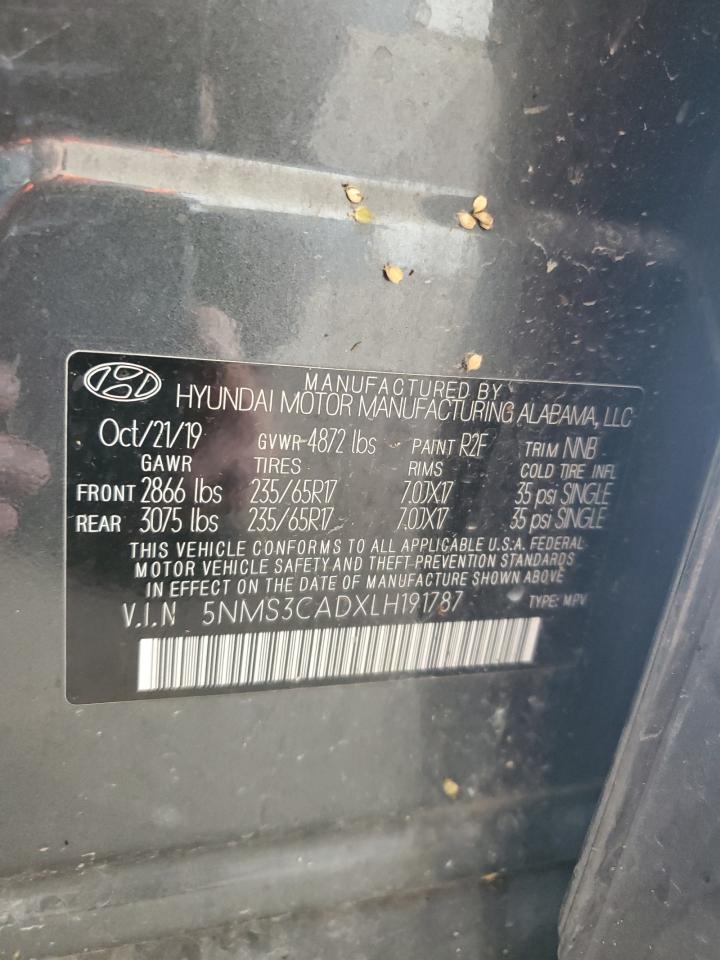 MANUFACTURED BY
HYUNDAI MOTOR MANUFACTURING ALABAMA, LLC
Oct/21/19 GVWR 4872 lbs PAINT R2F TRIM NNB
GAWR TIRES RIMS COLD TIRE INFL
FRONT 2866 lbs 235/65R17 7.0JX17 35 psi SINGLE
REAR 3075 lbs 235/65R17 7.0JX17 35 psi SINGLE
THIS VEHICLE CONFORMS TO ALL APPLICABLE U.S.A. FEDERAL
MOTOR VEHICLE SAFETY AND THEFT PREVENTION STANDARDS
IN EFFECT ON THE DATE OF MANUFACTURE SHOWN ABOVE
V.I.N 5NMS3CADXLH191787 TYPE: MPV